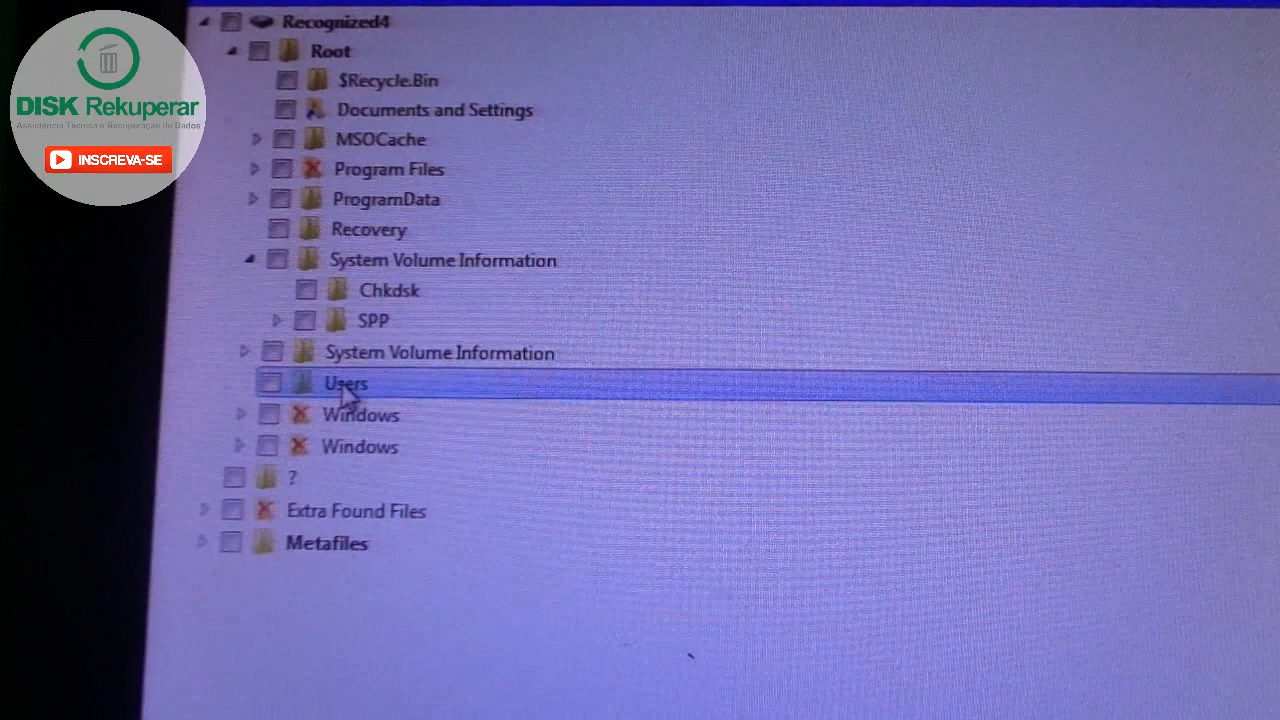 Recognized4
Root
$Recycle.Bin
Documents and Settings
MSOCache
Program Files
ProgramData
Recovery
System Volume Information
Chkdsk
SPP
System Volume Information
Users
Windows
Windows
?
Extra Found Files
Metafiles
DISK Rekuperar
Assistência Técnica e Recuperação de Dados
INSCREVA-SE